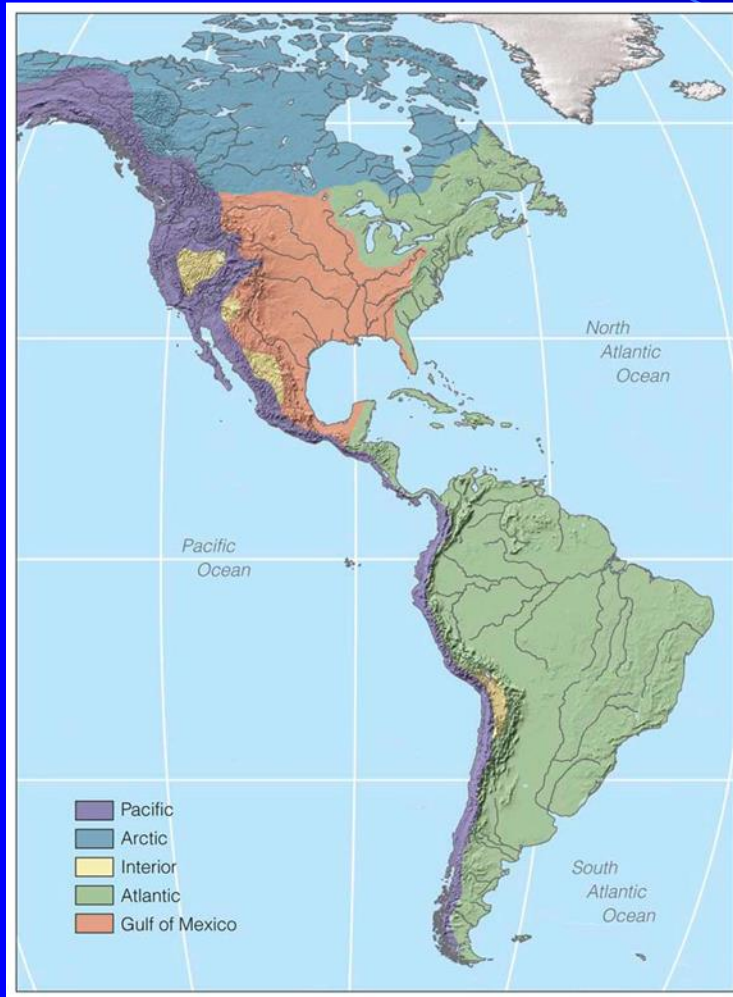 North
Atlantic
Ocean
Pacific
Ocean
Pacific
Arctic
Interior
Atlantic
Gulf of Mexico
South
Atlantic
Ocean